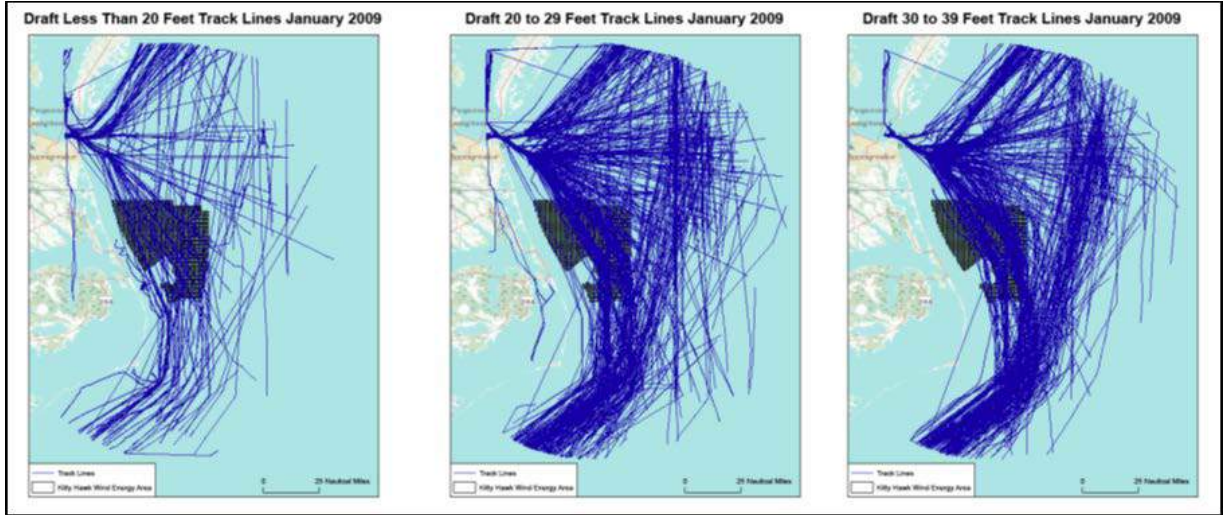 Draft Less Than 20 Feet Track Lines January 2009
Draft 20 to 29 Feet Track Lines January 2009
Draft 30 to 39 Feet Track Lines January 2009
Track Lines
Kitty Hawk Wind Energy Area
0 25 Nautical Miles
Track Lines
Kitty Hawk Wind Energy Area
0 25 Nautical Miles
Track Lines
Kitty Hawk Wind Energy Area
0 25 Nautical Miles